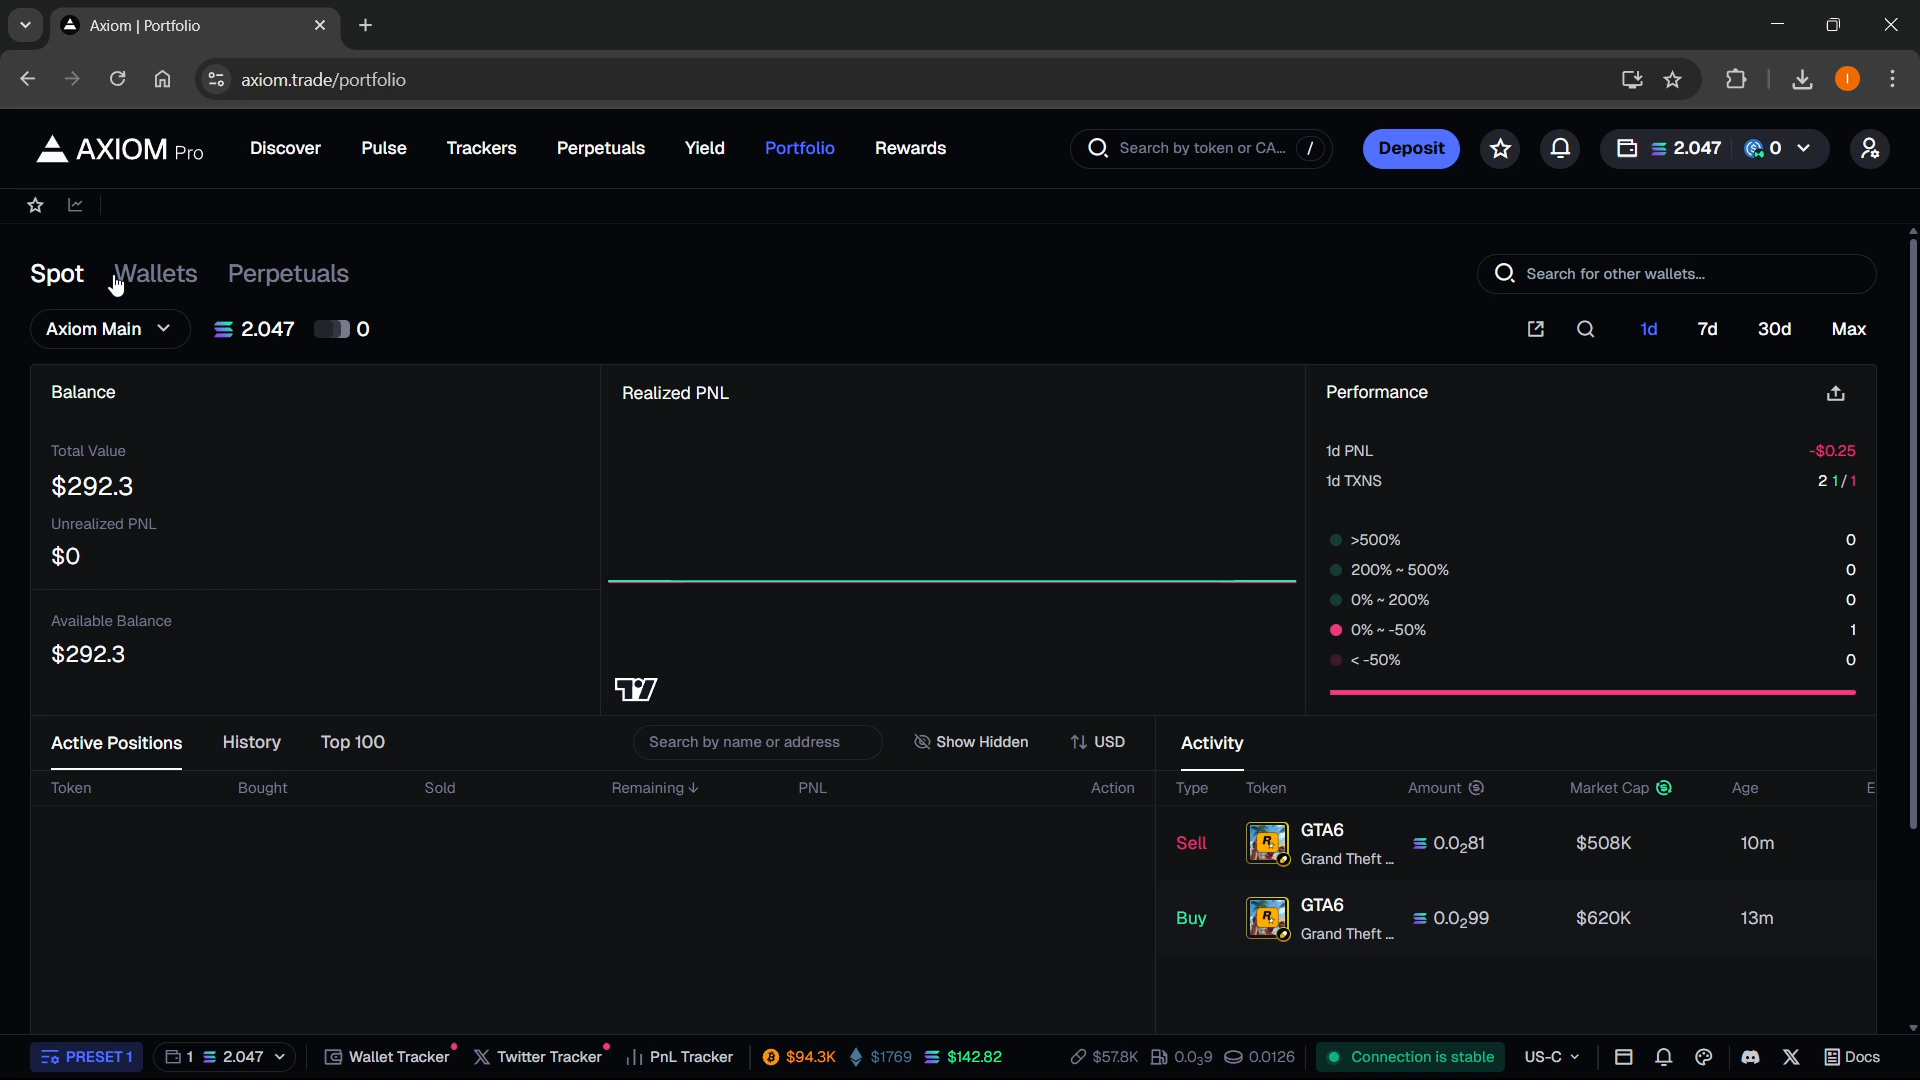 Axiom | Portfolio
axiom.trade/portfolio
I
AXIOM Pro
Discover
Pulse
Trackers
Perpetuals
Yield
Portfolio
Rewards
Search by token or CA... /
Deposit
2.047
0
Spot
Wallets
Perpetuals
Search for other wallets...
Axiom Main
2.047
0
1d
7d
30d
Max
Balance
Total Value
$292.3
Unrealized PNL
$0
Available Balance
$292.3
Realized PNL
Performance
1d PNL -$0.25
1d TXNS 2 1/1
>500% 0
200% ~ 500% 0
0% ~ 200% 0
0% ~ -50% 1
< -50% 0
Active Positions
History
Top 100
Search by name or address
Show Hidden
USD
Token Bought Sold Remaining PNL Action
Activity
Type Token Amount Market Cap Age E
Sell GTA6 0.0₂81 $508K 10m
Grand Theft ...
Buy GTA6 0.0₂99 $620K 13m
Grand Theft ...
PRESET 1
1 2.047
Wallet Tracker
Twitter Tracker
PnL Tracker
$94.3K
$1769
$142.82
$57.8K
0.0₃9
0.0126
Connection is stable
US-C
Docs